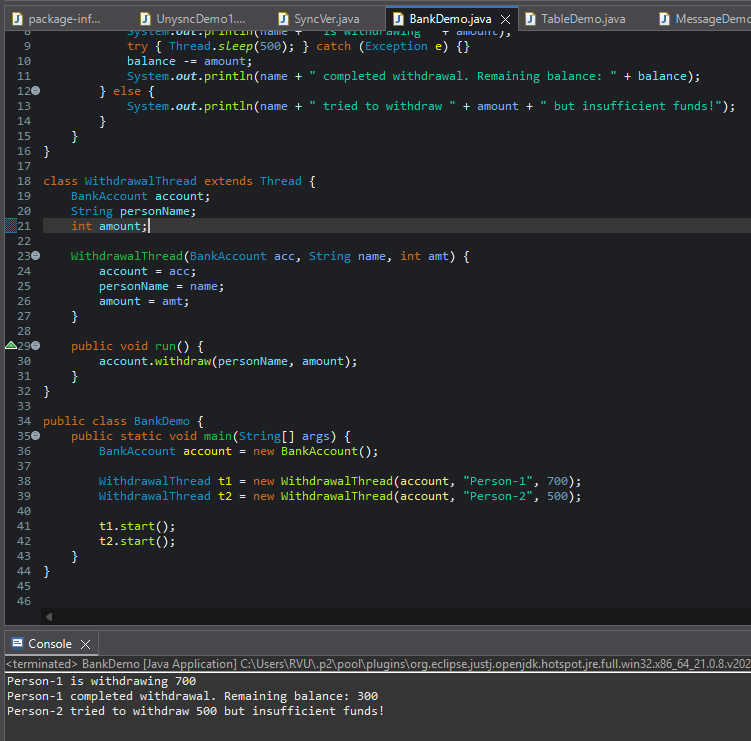 package-inf...
UnysncDemo1....
SyncVer.java
BankDemo.java
TableDemo.java
MessageDemo
8 System.out.println(name + " is withdrawing " + amount);
9 try { Thread.sleep(500); } catch (Exception e) {}
10 balance -= amount;
11 System.out.println(name + " completed withdrawal. Remaining balance: " + balance);
12 } else {
13 System.out.println(name + " tried to withdraw " + amount + " but insufficient funds!");
14 }
15 }
16 }
17
18 class WithdrawalThread extends Thread {
19 BankAccount account;
20 String personName;
21 int amount;
22
23 WithdrawalThread(BankAccount acc, String name, int amt) {
24 account = acc;
25 personName = name;
26 amount = amt;
27 }
28
29 public void run() {
30 account.withdraw(personName, amount);
31 }
32 }
33
34 public class BankDemo {
35 public static void main(String[] args) {
36 BankAccount account = new BankAccount();
37
38 WithdrawalThread t1 = new WithdrawalThread(account, "Person-1", 700);
39 WithdrawalThread t2 = new WithdrawalThread(account, "Person-2", 500);
40
41 t1.start();
42 t2.start();
43 }
44 }
45
46
Console
<terminated> BankDemo [Java Application] C:\Users\RVU\.p2\pool\plugins\org.eclipse.justj.openjdk.hotspot.jre.full.win32.x86_64_21.0.8.v202
Person-1 is withdrawing 700
Person-1 completed withdrawal. Remaining balance: 300
Person-2 tried to withdraw 500 but insufficient funds!